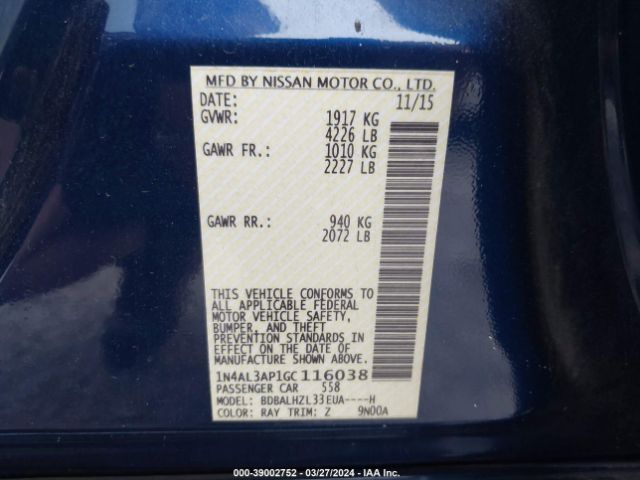 MFD BY NISSAN MOTOR CO., LTD.
DATE: 11/15
GVWR: 1917 KG
4226 LB
GAWR FR.: 1010 KG
2227 LB
GAWR RR.: 940 KG
2072 LB
THIS VEHICLE CONFORMS TO
ALL APPLICABLE FEDERAL
MOTOR VEHICLE SAFETY,
BUMPER, AND THEFT
PREVENTION STANDARDS IN
EFFECT ON THE DATE OF
MANUFACTURE SHOWN ABOVE.
1N4AL3AP1GC116038
PASSENGER CAR 558
MODEL: BDBALHZL33EUA----H
COLOR: RAY TRIM: Z 9N00A
000-39002752 — 03/27/2024 — IAA Inc.